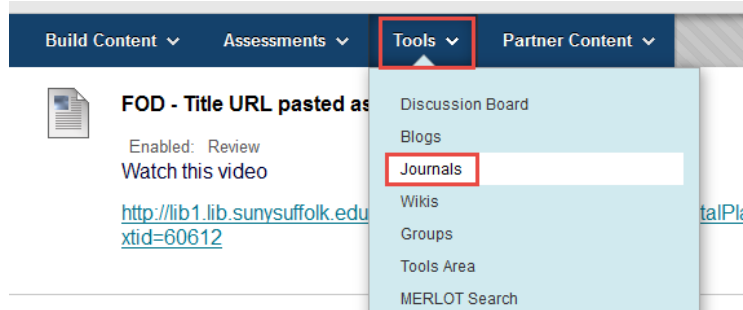 Build Content Assessments Tools Partner Content
FOD - Title URL pasted as
Enabled: Review
Watch this video
http://lib1.lib.sunysuffolk.edu
xtid=60612
talPla
Discussion Board
Blogs
Journals
Wikis
Groups
Tools Area
MERLOT Search